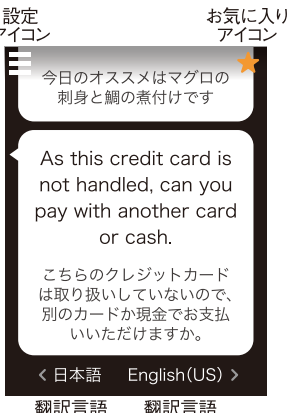 設定
アイコン
お気に入り
アイコン
今日のオススメはマグロの
刺身と鯛の煮付けです
As this credit card is
not handled, can you
pay with another card
or cash.
こちらのクレジットカード
は取り扱いしていないので、
別のカードか現金でお支払
いいただけますか。
日本語
English(US)
翻訳言語
翻訳言語